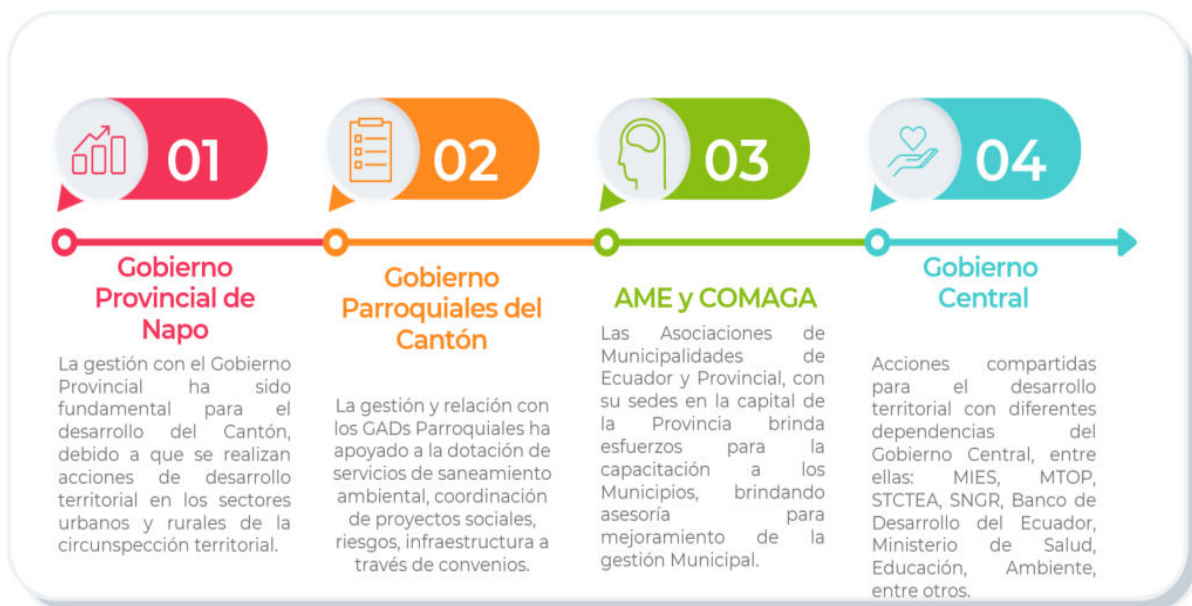 01
Gobierno
Provincial de
Napo
La gestión con el Gobierno
Provincial ha sido
fundamental para el
desarrollo del Cantón,
debido a que se realizan
acciones de desarrollo
territorial en los sectores
urbanos y rurales de la
circunspección territorial.
02
Gobierno
Parroquiales del
Cantón
La gestión y relación con
los GADs Parroquiales ha
apoyado a la dotación de
servicios de saneamiento
ambiental, coordinación
de proyectos sociales,
riesgos, infraestructura a
través de convenios.
03
AME y COMAGA
Las Asociaciones de
Municipalidades de
Ecuador y Provincial, con
su sedes en la capital de
la Provincia brinda
esfuerzos para la
capacitación a los
Municipios, brindando
asesoría para
mejoramiento de la
gestión Municipal.
04
Gobierno
Central
Acciones compartidas
para el desarrollo
territorial con diferentes
dependencias del
Gobierno Central, entre
ellas: MIES, MTOP,
STCTEA, SNGR, Banco de
Desarrollo del Ecuador,
Ministerio de Salud,
Educación, Ambiente,
entre otros.